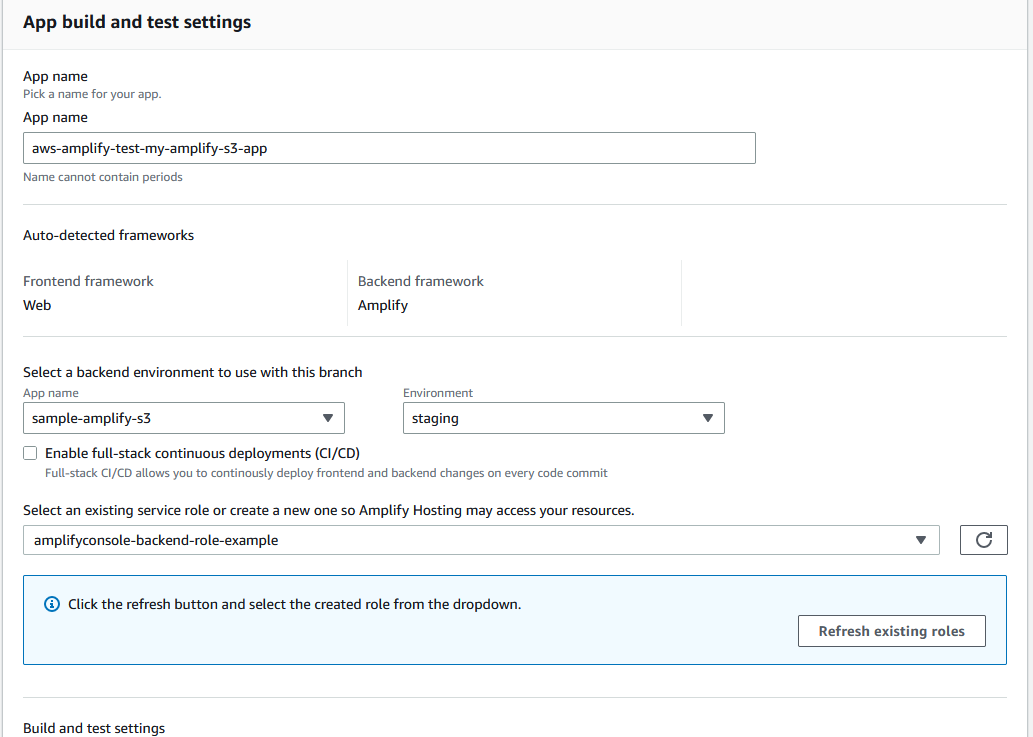 App build and test settings
App name
Pick a name for your app.
App name
aws-amplify-test-my-amplify-s3-app
Name cannot contain periods
Auto-detected frameworks
Frontend framework
Web
Backend framework
Amplify
Select a backend environment to use with this branch
App name
sample-amplify-s3
Environment
staging
Enable full-stack continuous deployments (CI/CD)
Full-stack CI/CD allows you to continously deploy frontend and backend changes on every code commit
Select an existing service role or create a new one so Amplify Hosting may access your resources.
amplifyconsole-backend-role-example
Click the refresh button and select the created role from the dropdown.
Refresh existing roles
Build and test settings